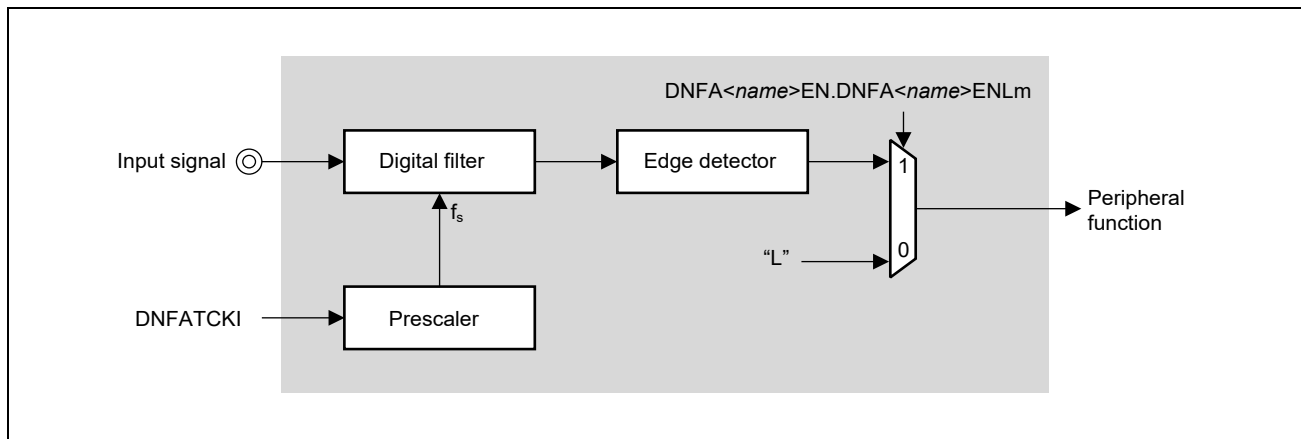 DNFA<name>EN.DNFA<name>ENLm
Input signal
Digital filter
Edge detector
1
Peripheral
function
fs
0
“L”
DNFATCKI
Prescaler